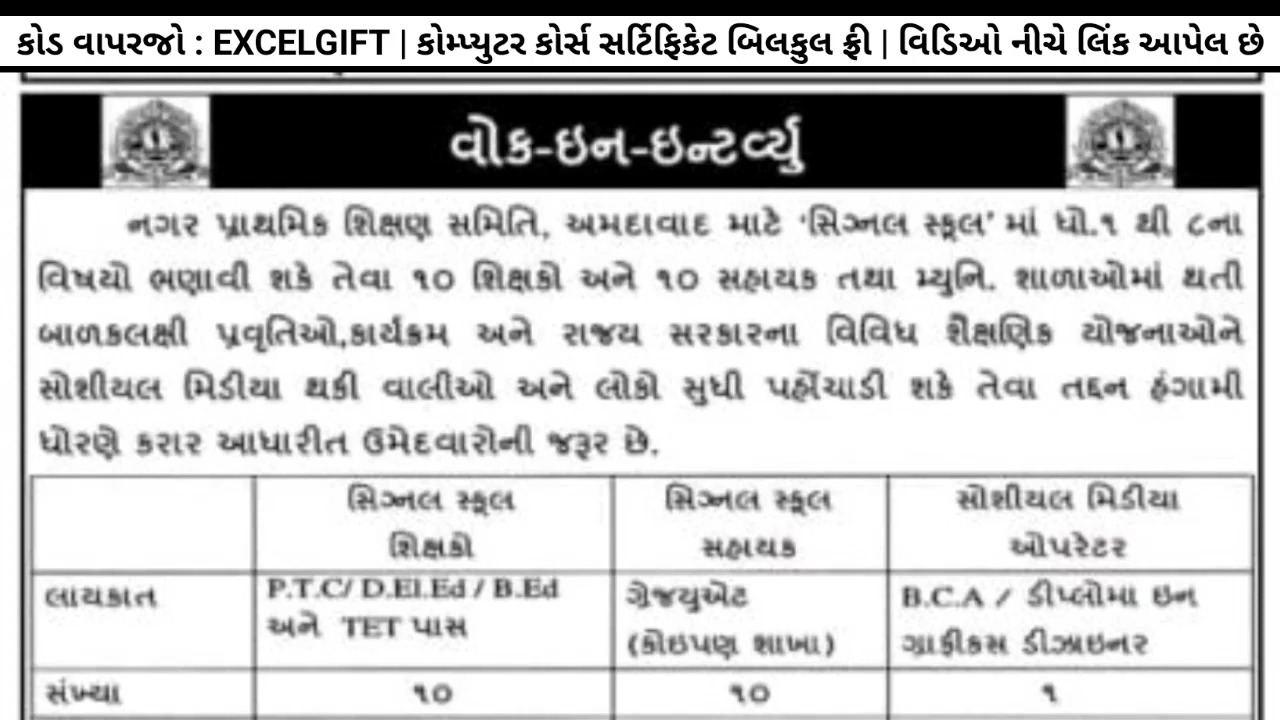 કોડ વાપરજો : EXCELGIFT | કોમ્પ્યુટર કોર્સ સર્ટિફિકેટ બિલકુલ ફ્રી | વિડિઓ નીચે લિંક આપેલ છે
વોક-ઇન-ઇન્ટર્વ્યુ
નગર પ્રાથમિક શિક્ષણ સમિતિ, અમદાવાદ માટે ‘સિગ્નલ સ્કૂલ’ માં ધો.૧ થી ૮ના
વિષયો ભણાવી શકે તેવા ૧૦ શિક્ષકો અને ૧૦ સહાયક તથા મ્યુનિ. શાળાઓમાં થતી
બાળકલક્ષી પ્રવૃતિઓ,કાર્યક્રમ અને રાજ્ય સરકારના વિવિધ શૈક્ષણિક યોજનાઓને
સોશીયલ મિડીયા થકી વાલીઓ અને લોકો સુધી પહોંચાડી શકે તેવા તદ્દન હંગામી
ધોરણે કરાર આધારીત ઉમેદવારોની જરૂર છે.
સિગ્નલ સ્કૂલ શિક્ષકો
સિગ્નલ સ્કૂલ સહાયક
સોશીયલ મિડીયા ઓપરેટર
લાયકાત
P.T.C/ D.El.Ed / B.Ed
અને TET પાસ
ગ્રેજ્યુએટ
(કોઇપણ શાખા)
B.C.A / ડીપ્લોમા ઇન
ગ્રાફીકસ ડીઝાઇનર
સંખ્યા ૧૦ ૧૦ ૧